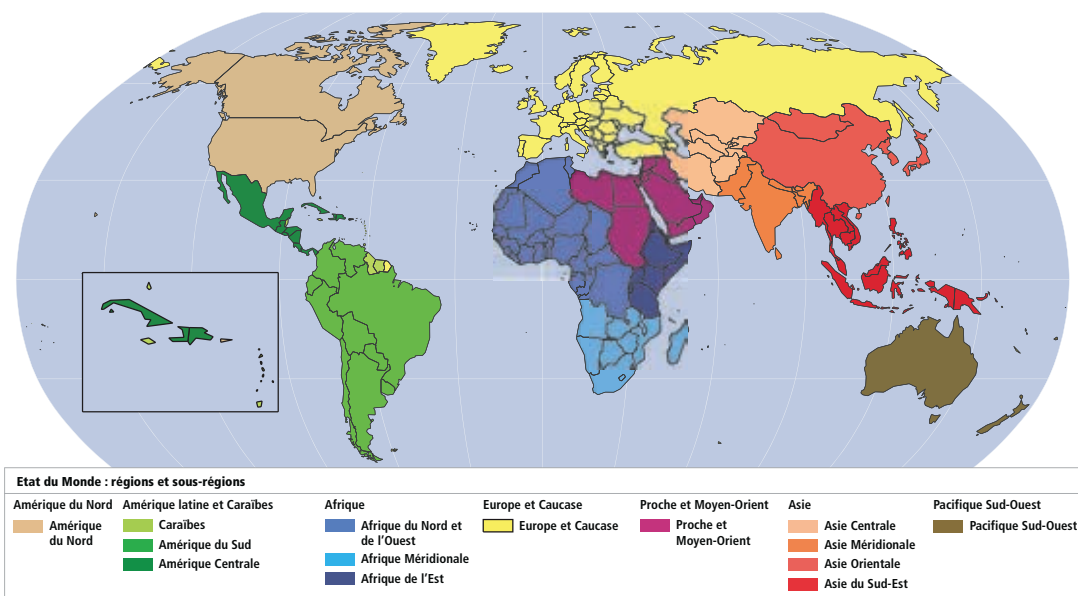 Etat du Monde : régions et sous-régions
Amérique du Nord
Amérique
du Nord
Amérique latine et Caraïbes
Caraïbes
Amérique du Sud
Amérique Centrale
Afrique
Afrique du Nord et
de l'Ouest
Afrique Méridionale
Afrique de l'Est
Europe et Caucase
Europe et Caucase
Proche et Moyen-Orient
Proche et
Moyen-Orient
Asie
Asie Centrale
Asie Méridionale
Asie Orientale
Asie du Sud-Est
Pacifique Sud-Ouest
Pacifique Sud-Ouest